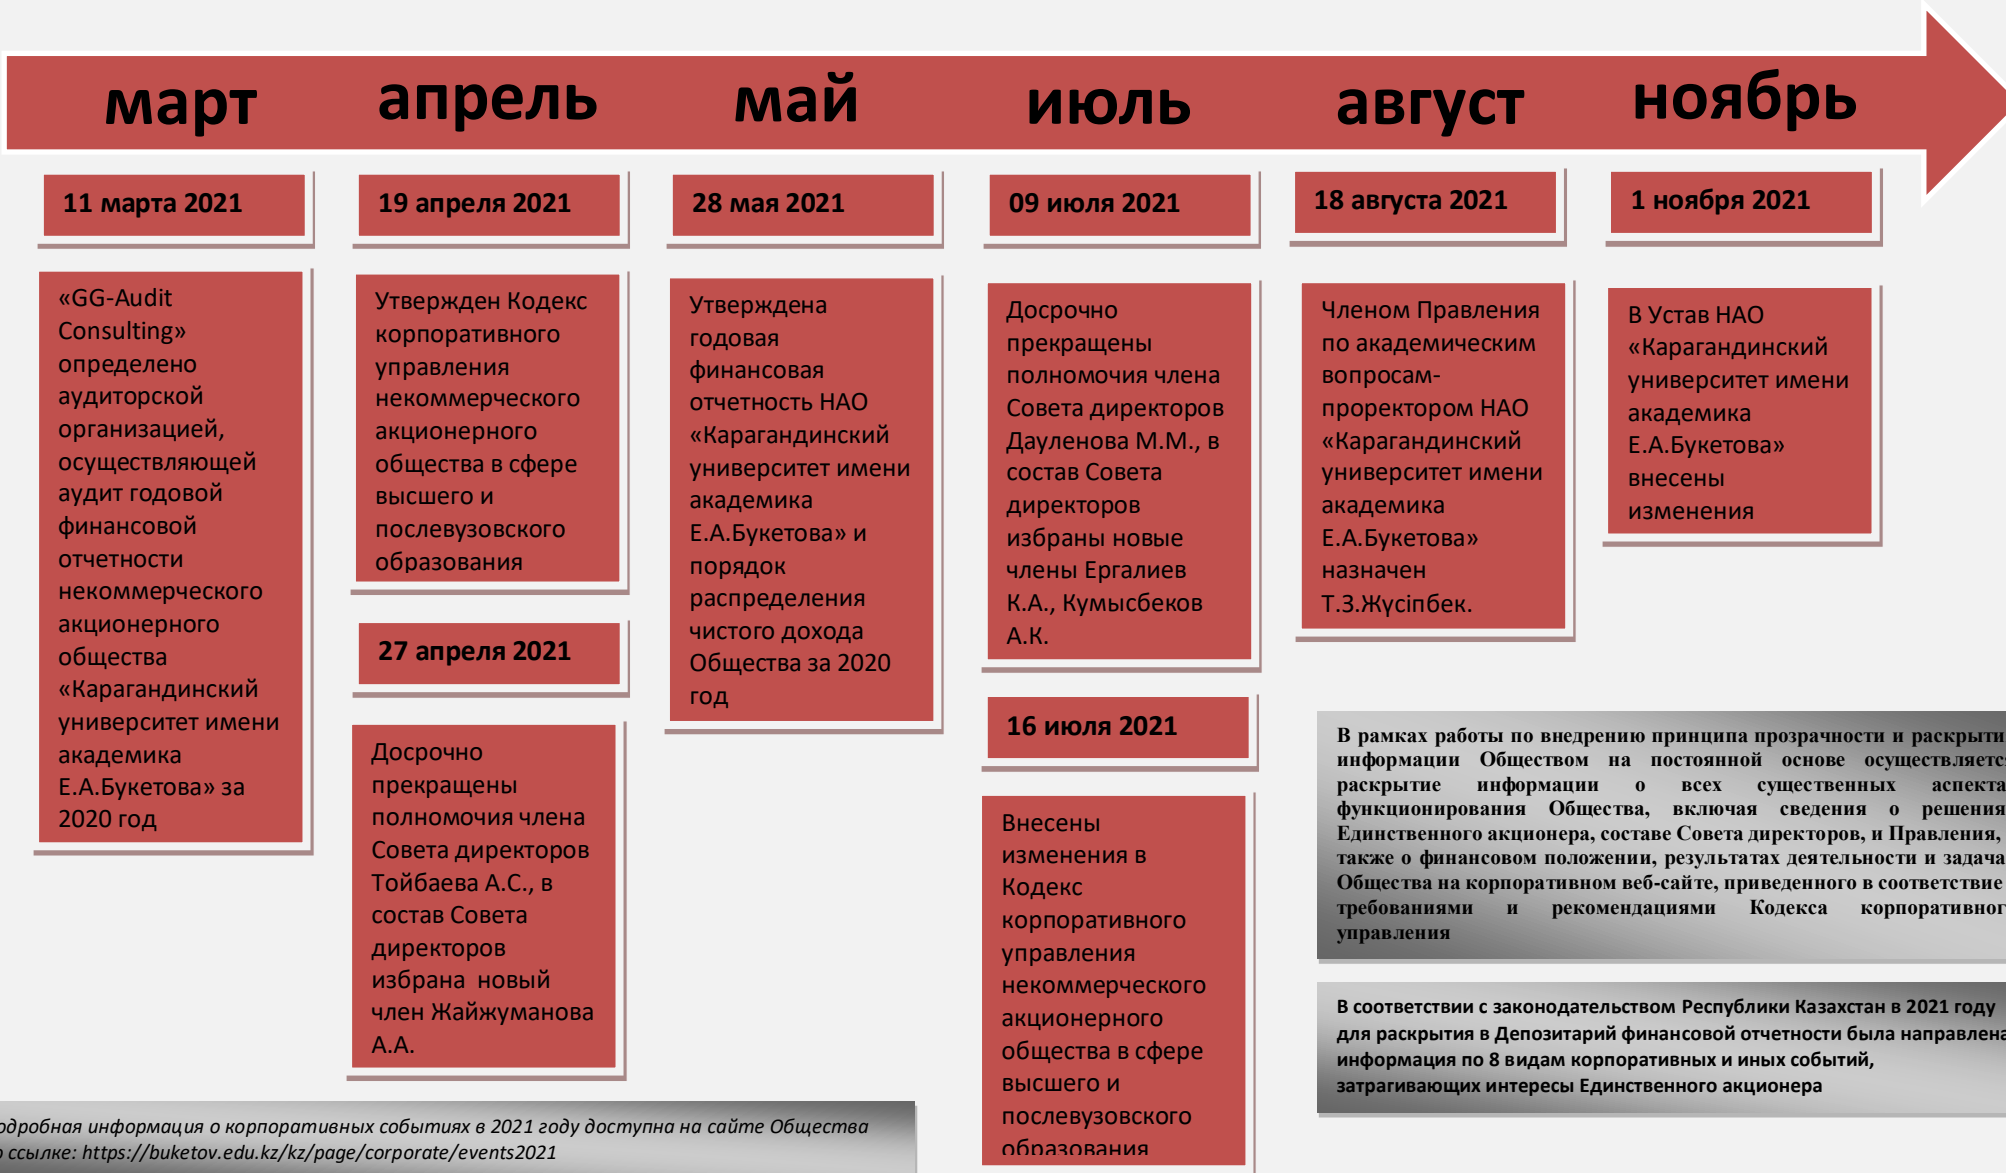 март апрель май июль август ноябрь
11 марта 2021
«GG-Audit
Consulting»
определено
аудиторской
организацией,
осуществляющей
аудит годовой
финансовой
отчетности
некоммерческого
акционерного
общества
«Карагандинский
университет имени
академика
Е.А.Букетова» за
2020 год
19 апреля 2021
Утвержден Кодекс
корпоративного
управления
некоммерческого
акционерного
общества в сфере
высшего и
послевузовского
образования
27 апреля 2021
Досрочно
прекращены
полномочия члена
Совета директоров
Тойбаева А.С., в
состав Совета
директоров
избрана новый
член Жайжуманова
А.А.
28 мая 2021
Утверждена
годовая
финансовая
отчетность НАО
«Карагандинский
университет имени
академика
Е.А.Букетова» и
порядок
распределения
чистого дохода
Общества за 2020
год
09 июля 2021
Досрочно
прекращены
полномочия члена
Совета директоров
Дауленова М.М., в
состав Совета
директоров
избраны новые
члены Ергалиев
К.А., Кумысбеков
А.К.
16 июля 2021
Внесены
изменения в
Кодекс
корпоративного
управления
некоммерческого
акционерного
общества в сфере
высшего и
послевузовского
образования
18 августа 2021
Членом Правления
по академическим
вопросам-
проректором НАО
«Карагандинский
университет имени
академика
Е.А.Букетова»
назначен
Т.З.Жүсіпбек.
1 ноября 2021
В Устав НАО
«Карагандинский
университет имени
академика
Е.А.Букетова»
внесены
изменения
В рамках работы по внедрению принципа прозрачности и раскрыти
информации Обществом на постоянной основе осуществляетс
раскрытие информации о всех существенных аспекта
функционирования Общества, включая сведения о решения
Единственного акционера, составе Совета директоров, и Правления,
также о финансовом положении, результатах деятельности и задача
Общества на корпоративном веб-сайте, приведенного в соответствие
требованиями и рекомендациями Кодекса корпоративног
управления
В соответствии с законодательством Республики Казахстан в 2021 году
для раскрытия в Депозитарий финансовой отчетности была направлена
информация по 8 видам корпоративных и иных событий,
затрагивающих интересы Единственного акционера
одробная информация о корпоративных событиях в 2021 году доступна на сайте Общества
о ссылке: https://buketov.edu.kz/kz/page/corporate/events2021